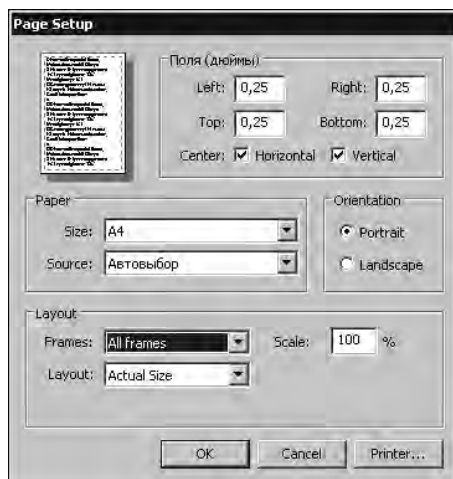 Page Setup
Поля (дюймы)
Left: 0,25 Right: 0,25
Top: 0,25 Bottom: 0,25
Center: Horizontal Vertical
Paper
Size: A4
Source: Автовыбор
Orientation
Portrait
Landscape
Layout
Frames: All frames Scale: 100 %
Layout: Actual Size
OK Cancel Printer...